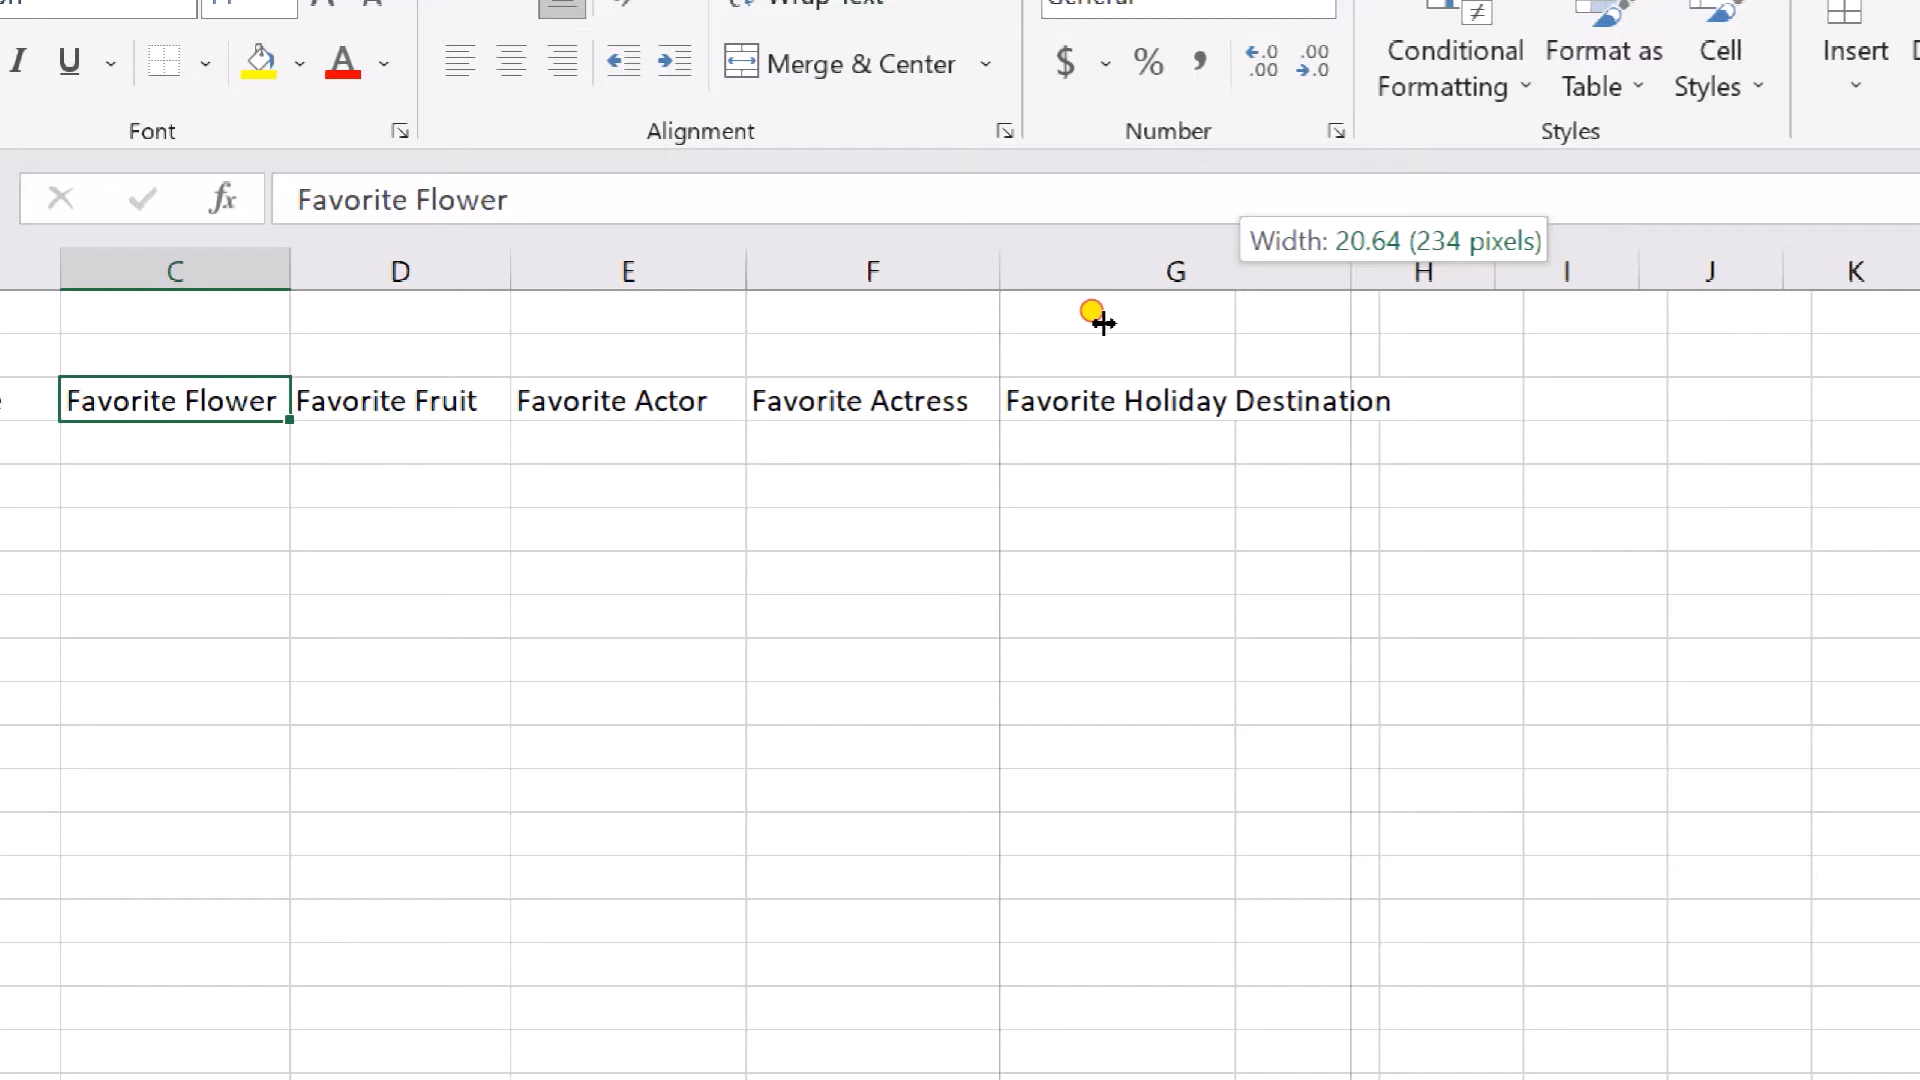 I U A Merge & Center $ % , Conditional Formatting Format as Table Cell Styles Insert
Font Alignment Number Styles
fx Favorite Flower
Width: 20.64 (234 pixels)
C D E F G H I J K
Favorite Flower Favorite Fruit Favorite Actor Favorite Actress Favorite Holiday Destination